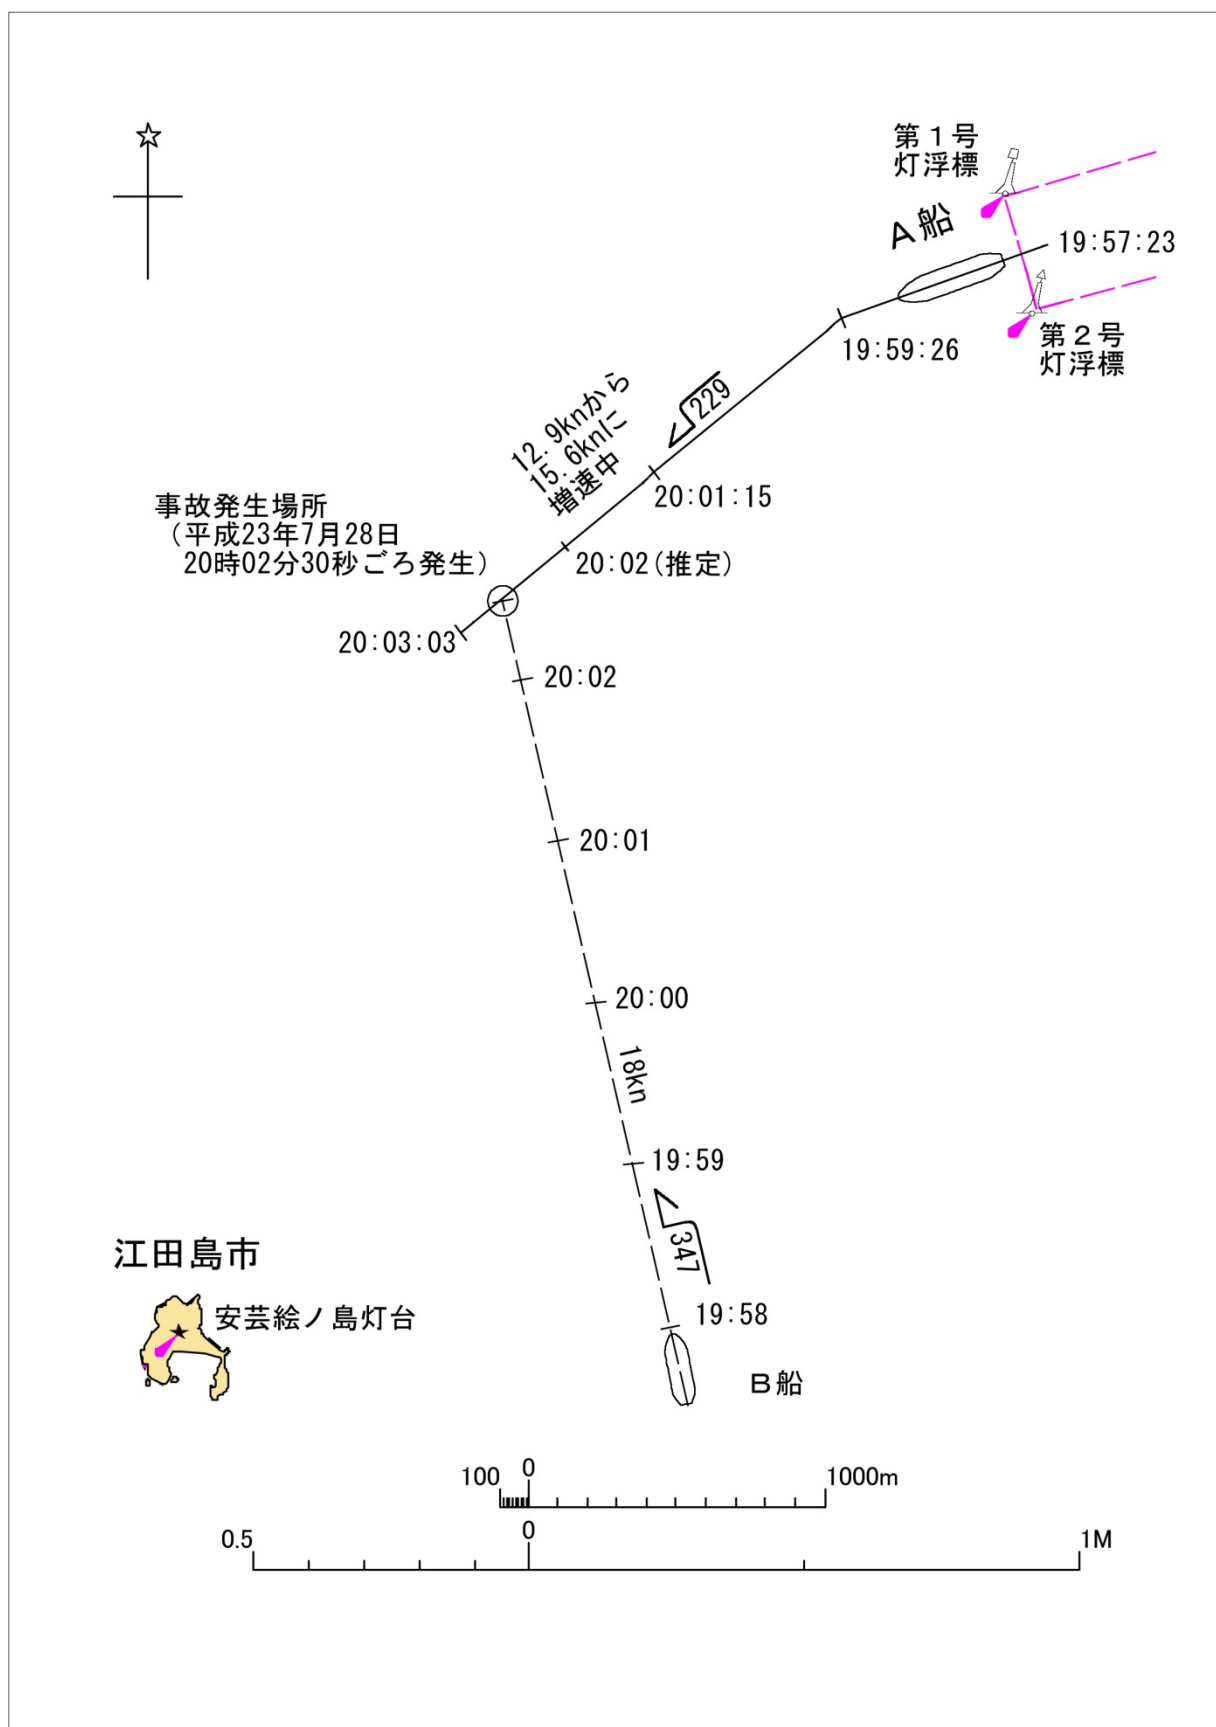 第１号
灯浮標
Ａ船
19:57:23
第２号
灯浮標
19:59:26
229
12.9knから
15.6knに
増速中
20:01:15
事故発生場所
（平成23年7月28日
20時02分30秒ごろ発生）
20:02(推定)
20:03:03
20:02
20:01
20:00
18kn
19:59
347
江田島市
安芸絵ノ島灯台
19:58
Ｂ船
100
0
1000m
0.5
0
1M